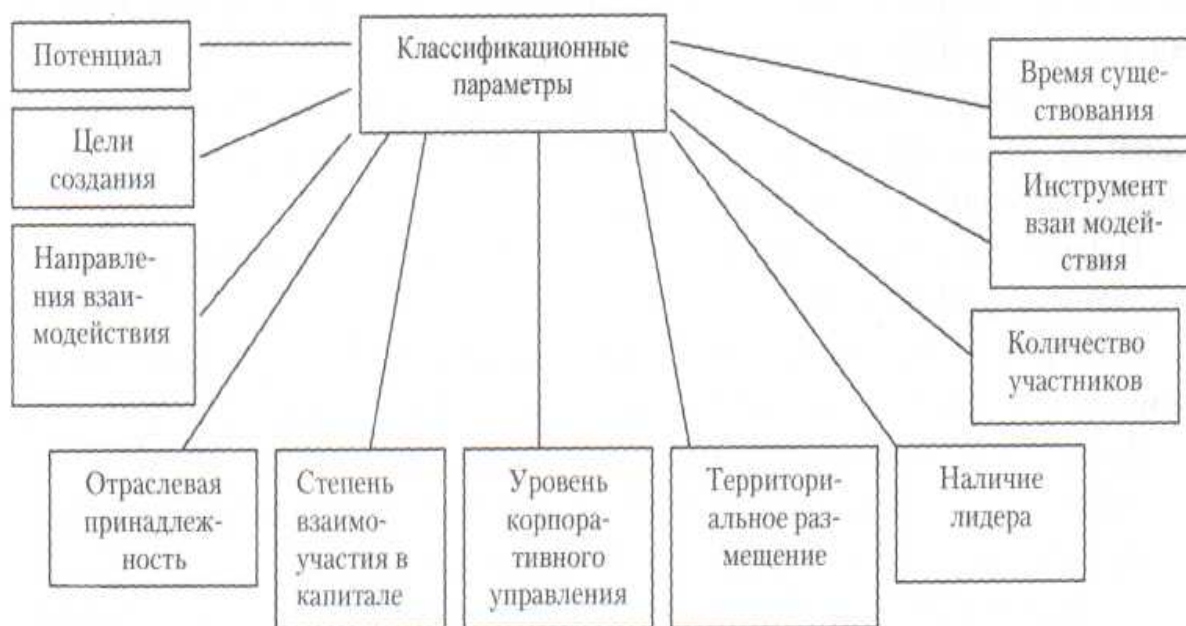 Классификационные
параметры
Потенциал
Цели
создания
Направле-
ния взаи-
модействия
Отраслевая
принадлеж-
ность
Степень
взаимо-
участия в
капитале
Уровень
корпора-
тивного
управления
Территори-
альное раз-
мещение
Наличие
лидера
Количество
участников
Инструмент
взаи модей-
ствия
Время суще-
ствования